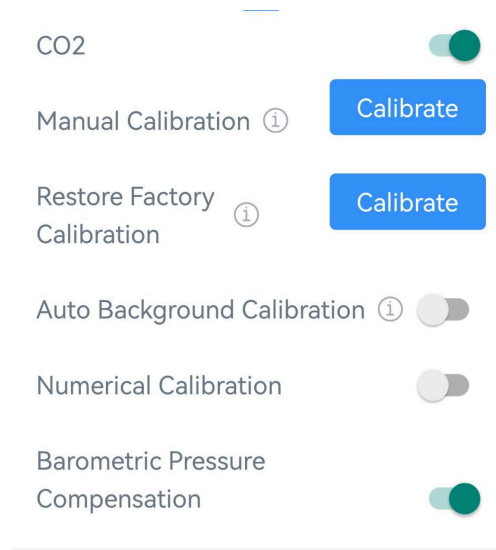 CO2
Manual Calibration
Calibrate
Restore Factory
Calibration
Calibrate
Auto Background Calibration
Numerical Calibration
Barometric Pressure
Compensation